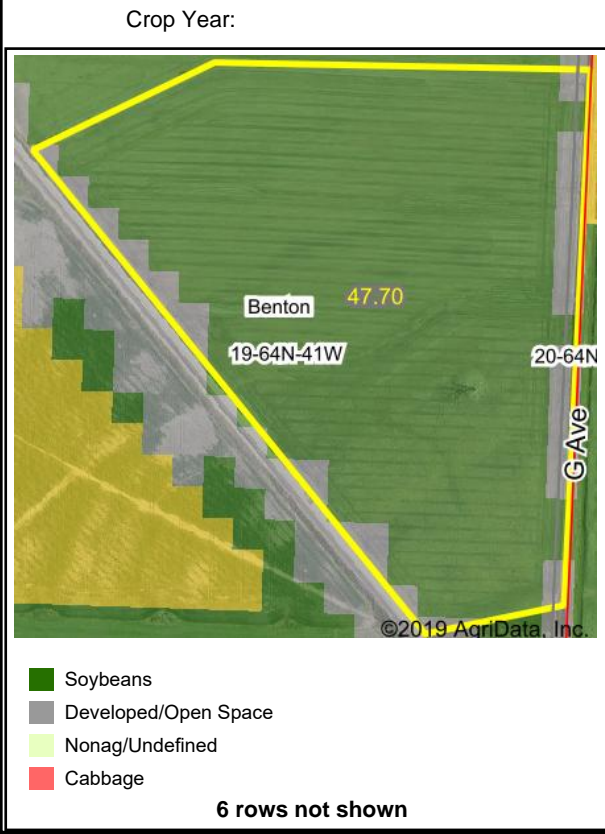 Crop Year:
Benton
47.70
19-64N-41W
20-64N
G Ave
©2019 AgriData, Inc.
Soybeans
Developed/Open Space
Nonag/Undefined
Cabbage
6 rows not shown